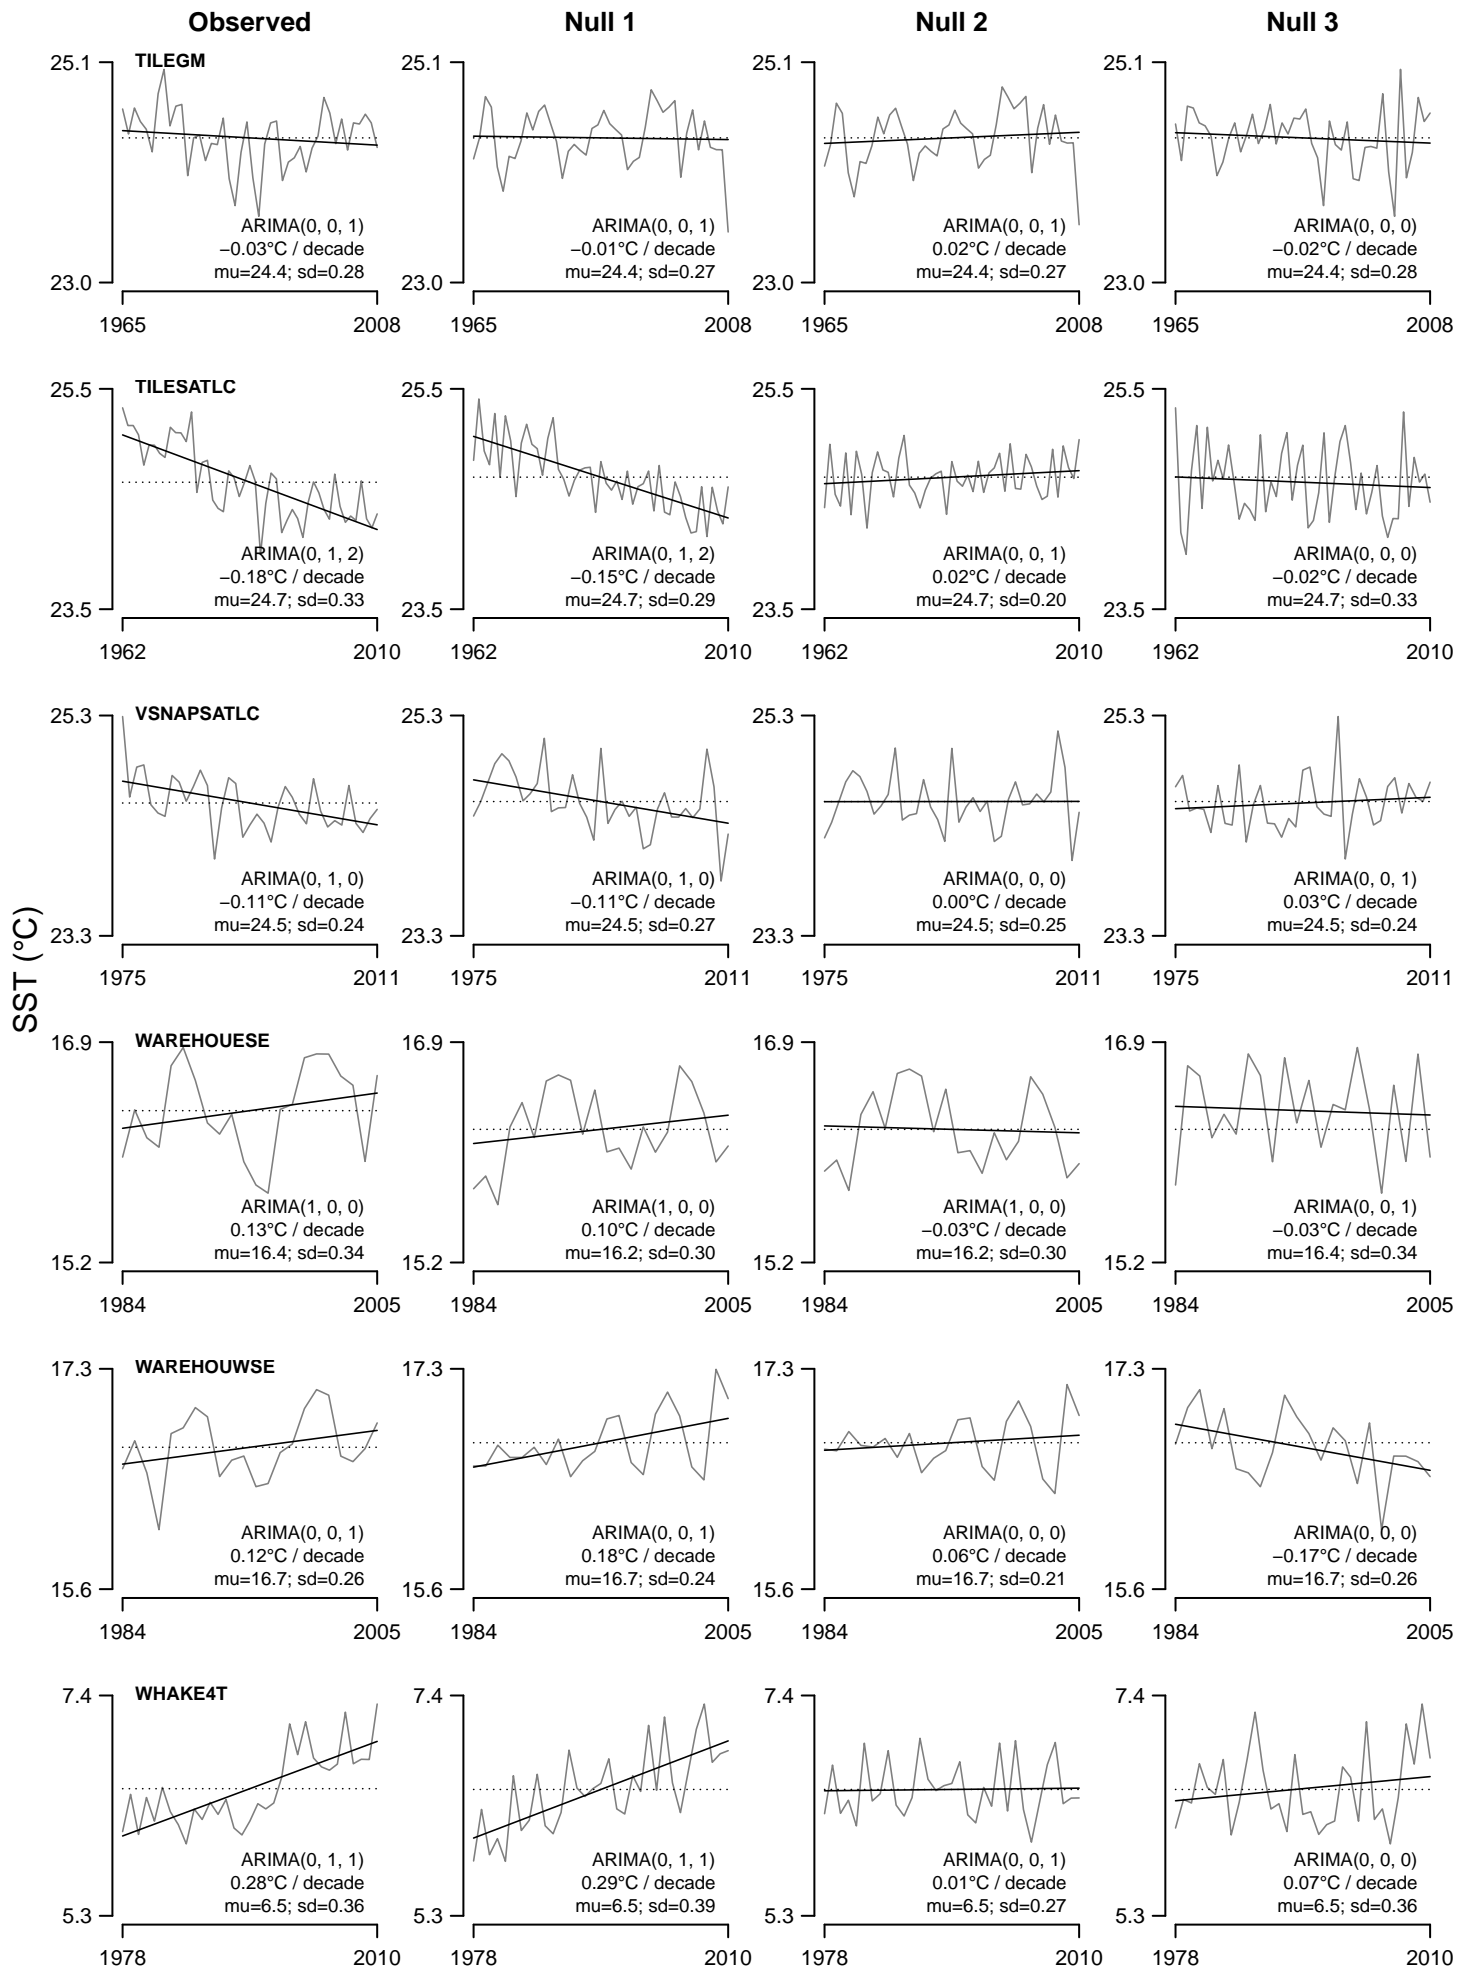 Observed Null 1 Null 2 Null 3
SST (°C)
TILEGM
25.1 25.1 25.1 25.1
ARIMA(0, 0, 1) ARIMA(0, 0, 1) ARIMA(0, 0, 1) ARIMA(0, 0, 0)
−0.03°C / decade −0.01°C / decade 0.02°C / decade −0.02°C / decade
mu=24.4; sd=0.28 mu=24.4; sd=0.27 mu=24.4; sd=0.27 mu=24.4; sd=0.28
23.0 23.0 23.0 23.0
1965 2008 1965 2008 1965 2008 1965 2008
TILESATLC
25.5 25.5 25.5 25.5
ARIMA(0, 1, 2) ARIMA(0, 1, 2) ARIMA(0, 0, 1) ARIMA(0, 0, 0)
−0.18°C / decade −0.15°C / decade 0.02°C / decade −0.02°C / decade
mu=24.7; sd=0.33 mu=24.7; sd=0.29 mu=24.7; sd=0.20 mu=24.7; sd=0.33
23.5 23.5 23.5 23.5
1962 2010 1962 2010 1962 2010 1962 2010
VSNAPSATLC
25.3 25.3 25.3 25.3
ARIMA(0, 1, 0) ARIMA(0, 1, 0) ARIMA(0, 0, 0) ARIMA(0, 0, 1)
−0.11°C / decade −0.11°C / decade 0.00°C / decade 0.03°C / decade
mu=24.5; sd=0.24 mu=24.5; sd=0.27 mu=24.5; sd=0.25 mu=24.5; sd=0.24
23.3 23.3 23.3 23.3
1975 2011 1975 2011 1975 2011 1975 2011
WAREHOUESE
16.9 16.9 16.9 16.9
ARIMA(1, 0, 0) ARIMA(1, 0, 0) ARIMA(1, 0, 0) ARIMA(0, 0, 1)
0.13°C / decade 0.10°C / decade −0.03°C / decade −0.03°C / decade
mu=16.4; sd=0.34 mu=16.2; sd=0.30 mu=16.2; sd=0.30 mu=16.4; sd=0.34
15.2 15.2 15.2 15.2
1984 2005 1984 2005 1984 2005 1984 2005
WAREHOUWSE
17.3 17.3 17.3 17.3
ARIMA(0, 0, 1) ARIMA(0, 0, 1) ARIMA(0, 0, 0) ARIMA(0, 0, 0)
0.12°C / decade 0.18°C / decade 0.06°C / decade −0.17°C / decade
mu=16.7; sd=0.26 mu=16.7; sd=0.24 mu=16.7; sd=0.21 mu=16.7; sd=0.26
15.6 15.6 15.6 15.6
1984 2005 1984 2005 1984 2005 1984 2005
WHAKE4T
7.4 7.4 7.4 7.4
ARIMA(0, 1, 1) ARIMA(0, 1, 1) ARIMA(0, 0, 1) ARIMA(0, 0, 0)
0.28°C / decade 0.29°C / decade 0.01°C / decade 0.07°C / decade
mu=6.5; sd=0.36 mu=6.5; sd=0.39 mu=6.5; sd=0.27 mu=6.5; sd=0.36
5.3 5.3 5.3 5.3
1978 2010 1978 2010 1978 2010 1978 2010